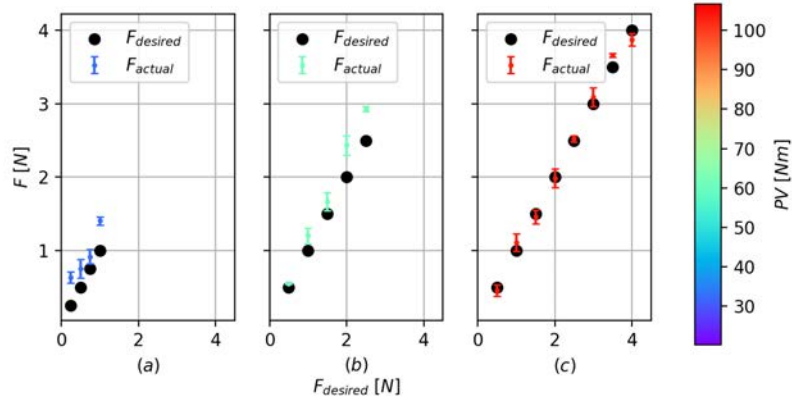 F [N]
4
3
2
1
F_desired
F_actual
0 2 4
(a)
F_desired
F_actual
0 2 4
(b)
F_desired [N]
F_desired
F_actual
0 2 4
(c)
100
90
80
70
60
50
40
30
PV [Nm]